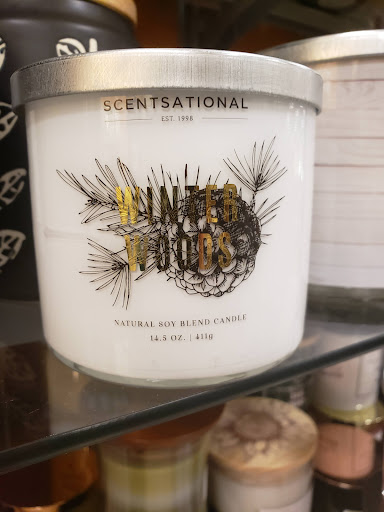 SCENTSATIONAL
EST. 1998
WINTER
WOODS
NATURAL SOY BLEND CANDLE
14.5 OZ. | 411g